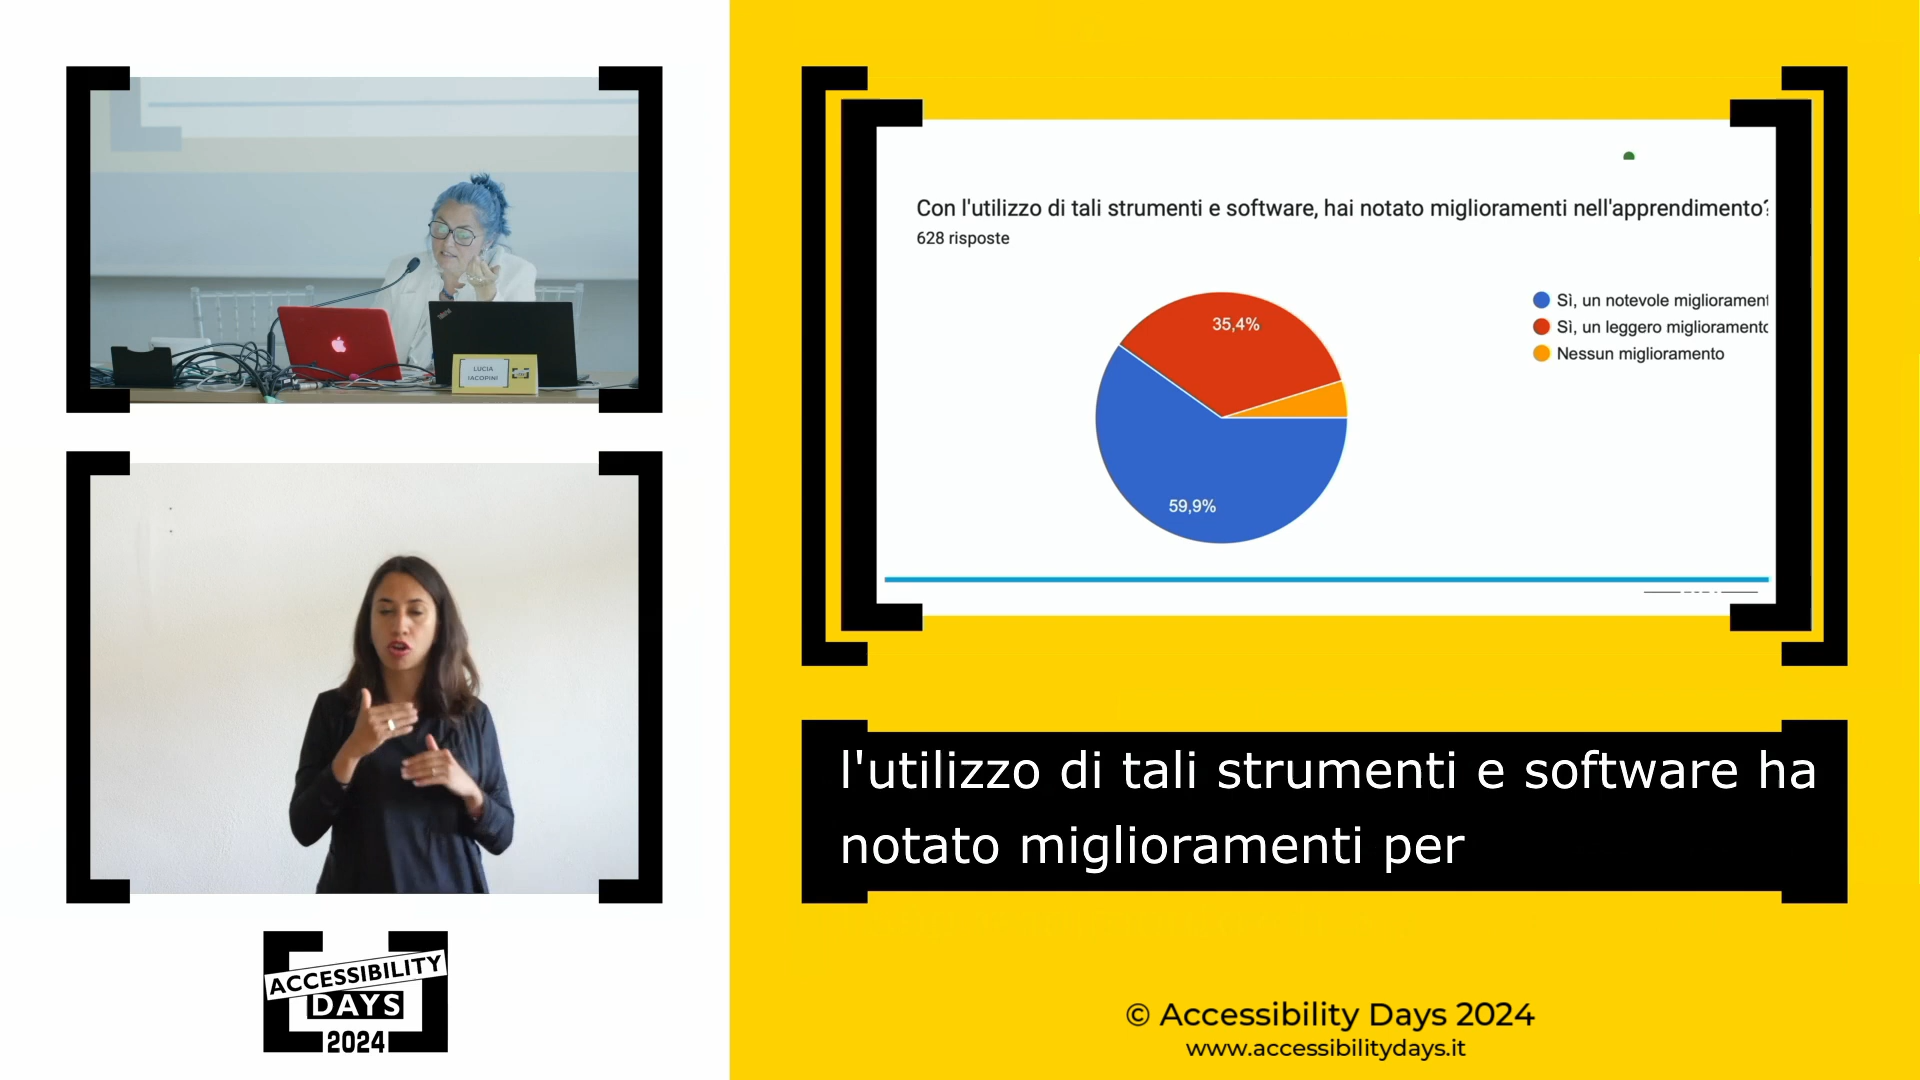 LUCIA
IACOPINI
ACCESSIBILITY
DAYS
2024
Con l'utilizzo di tali strumenti e software, hai notato miglioramenti nell'apprendimento?
628 risposte
35,4%
59,9%
Sì, un notevole migliorament
Sì, un leggero miglioramento
Nessun miglioramento
l'utilizzo di tali strumenti e software ha
notato miglioramenti per
© Accessibility Days 2024
www.accessibilitydays.it